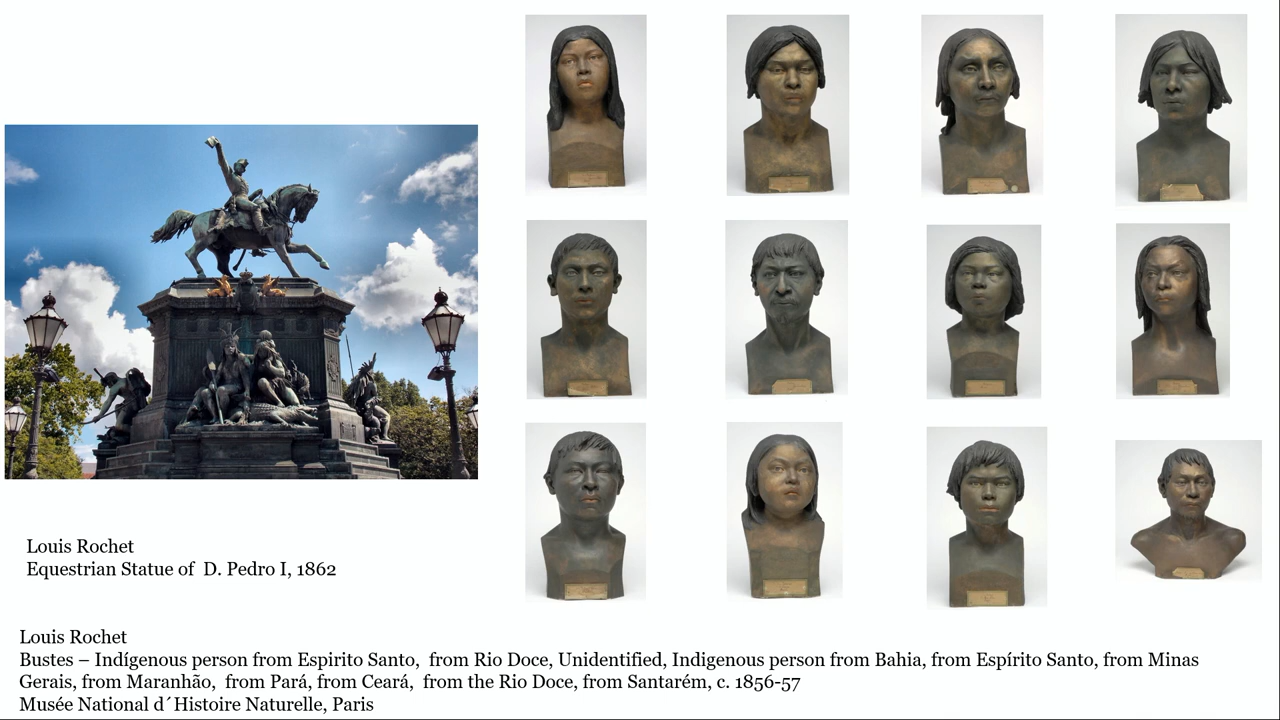 Louis Rochet
Equestrian Statue of  D. Pedro I, 1862
Louis Rochet
Bustes – Indígenous person from Espirito Santo,  from Rio Doce, Unidentified, Indigenous person from Bahia, from Espírito Santo, from Minas
Gerais, from Maranhão,  from Pará, from Ceará,  from the Rio Doce, from Santarém, c. 1856-57
Musée National d´Histoire Naturelle, Paris